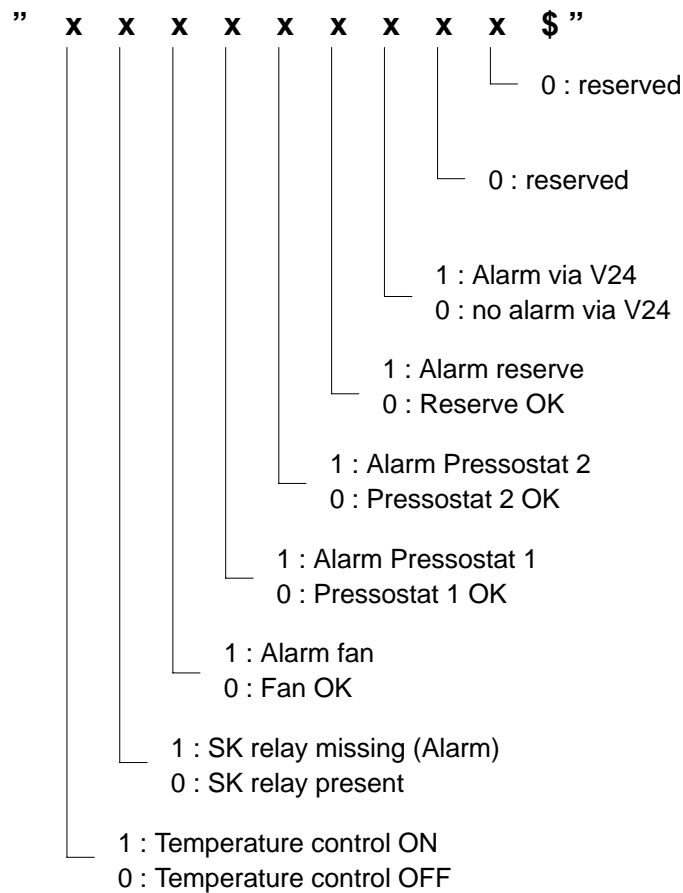 ” x x x x x x x x x $ ”
0 : reserved
0 : reserved
1 : Alarm via V24
0 : no alarm via V24
1 : Alarm reserve
0 : Reserve OK
1 : Alarm Pressostat 2
0 : Pressostat 2 OK
1 : Alarm Pressostat 1
0 : Pressostat 1 OK
1 : Alarm fan
0 : Fan OK
1 : SK relay missing (Alarm)
0 : SK relay present
1 : Temperature control ON
0 : Temperature control OFF